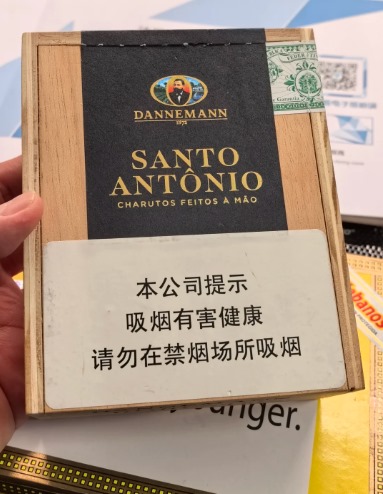 DANNEMANN
1873
SANTO
ANTÔNIO
CHARUTOS FEITOS À MÃO
本公司提示
吸烟有害健康
请勿在禁烟场所吸烟
unger.